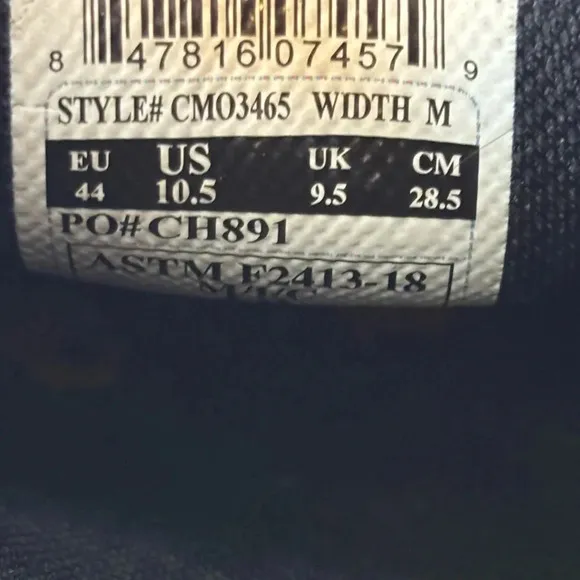 8 47816 07457 9
STYLE# CMO3465 WIDTH M
EU US UK CM
44 10.5 9.5 28.5
PO# CH891
ASTM F2413-18